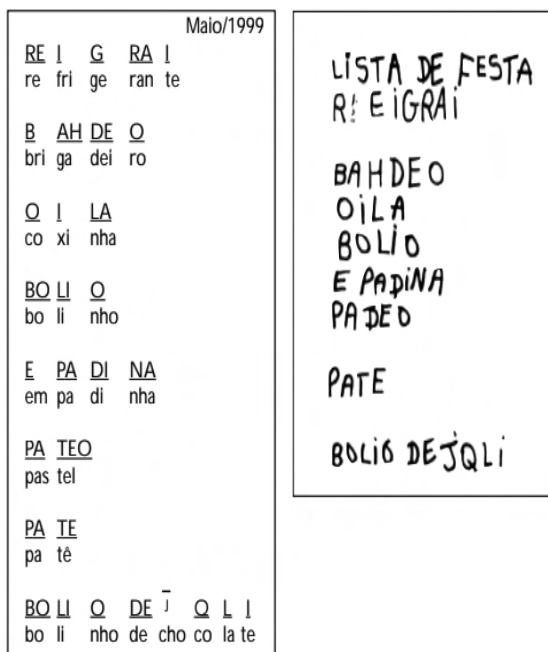 Maio/1999
RE I G RA I
re fri ge ran te
B AH DE O
bri ga dei ro
O I LA
co xi nha
BO LI O
bo li nho
E PA DI NA
em pa di nha
PA TEO
pas tel
PA TE
pa tê
BO LI O DE J Q L I
bo li nho de cho co la te
LISTA DE FESTA
R! EIGRAI
BAHDEO
OILA
BOLIO
E PADINA
PADEO
PATE
BOLIO DE JQLI